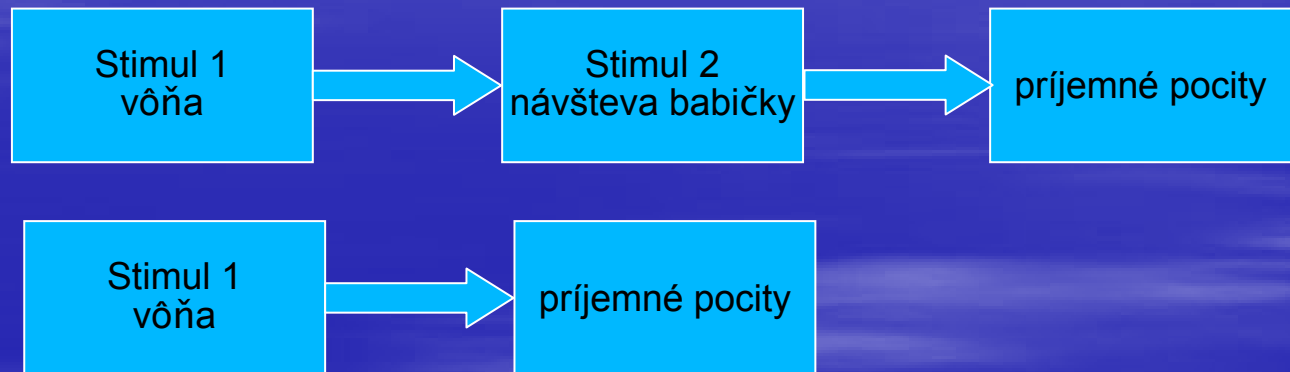 Stimul 1
vôňa
Stimul 2
návšteva babičky
príjemné pocity
Stimul 1
vôňa
príjemné pocity